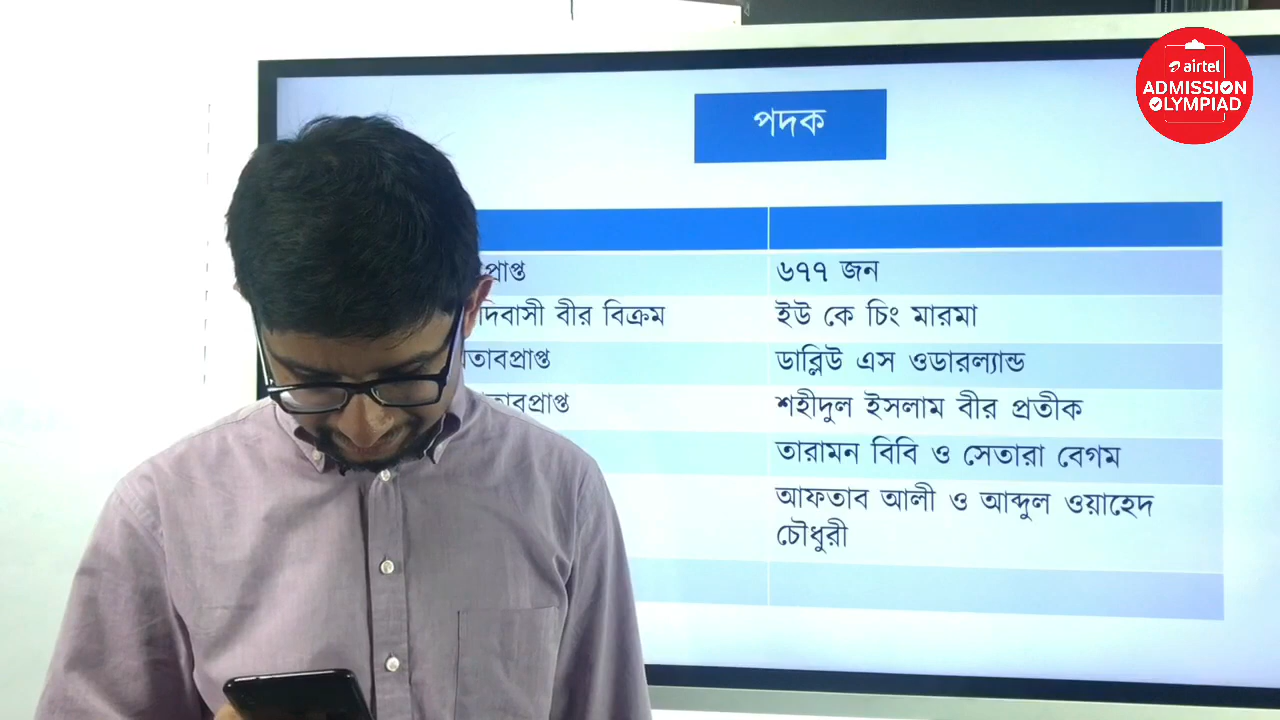 airtel
ADMISSION
OLYMPIAD
পদক
প্রাপ্ত ৬৭৭ জন
দিবাসী বীর বিক্রম ইউ কে চিং মারমা
তাবপ্রাপ্ত ডাব্লিউ এস ওডারল্যান্ড
তাবপ্রাপ্ত শহীদুল ইসলাম বীর প্রতীক
তারামন বিবি ও সেতারা বেগম
আফতাব আলী ও আব্দুল ওয়াহেদ
চৌধুরী